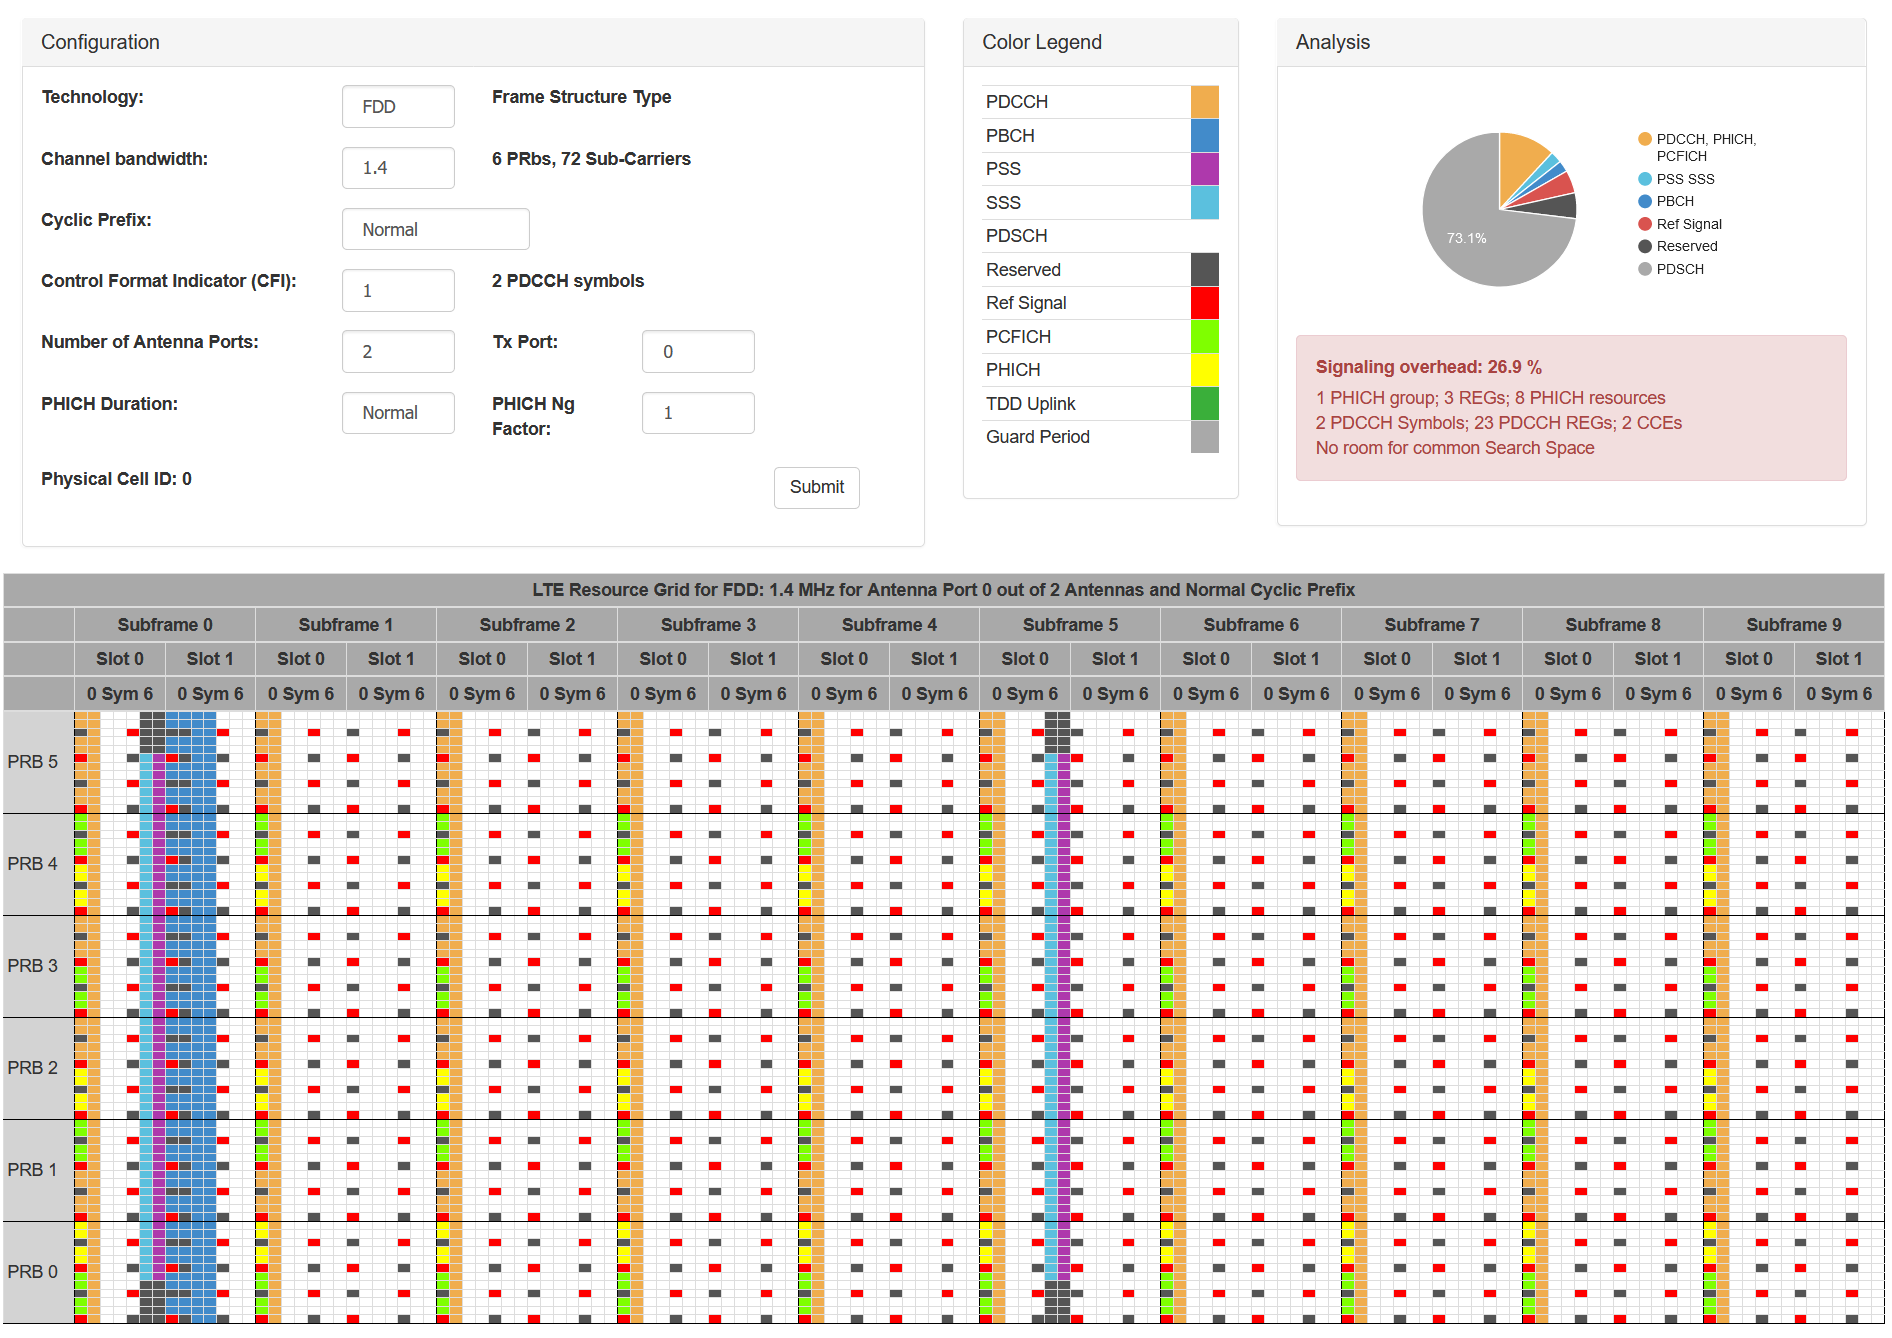 Configuration
Technology:
FDD
Frame Structure Type
Channel bandwidth:
1.4
6 PRbs, 72 Sub-Carriers
Cyclic Prefix:
Normal
Control Format Indicator (CFI):
1
2 PDCCH symbols
Number of Antenna Ports:
2
Tx Port:
0
PHICH Duration:
Normal
PHICH Ng
Factor:
1
Physical Cell ID: 0
Submit
Color Legend
PDCCH
PBCH
PSS
SSS
PDSCH
Reserved
Ref Signal
PCFICH
PHICH
TDD Uplink
Guard Period
Analysis
73.1%
PDCCH, PHICH,
PCFICH
PSS SSS
PBCH
Ref Signal
Reserved
PDSCH
Signaling overhead: 26.9 %
1 PHICH group; 3 REGs; 8 PHICH resources
2 PDCCH Symbols; 23 PDCCH REGs; 2 CCEs
No room for common Search Space
LTE Resource Grid for FDD: 1.4 MHz for Antenna Port 0 out of 2 Antennas and Normal Cyclic Prefix
Subframe 0 Subframe 1 Subframe 2 Subframe 3 Subframe 4 Subframe 5 Subframe 6 Subframe 7 Subframe 8 Subframe 9
Slot 0 Slot 1 Slot 0 Slot 1 Slot 0 Slot 1 Slot 0 Slot 1 Slot 0 Slot 1 Slot 0 Slot 1 Slot 0 Slot 1 Slot 0 Slot 1 Slot 0 Slot 1 Slot 0 Slot 1
0 Sym 6 0 Sym 6 0 Sym 6 0 Sym 6 0 Sym 6 0 Sym 6 0 Sym 6 0 Sym 6 0 Sym 6 0 Sym 6 0 Sym 6 0 Sym 6 0 Sym 6 0 Sym 6 0 Sym 6 0 Sym 6 0 Sym 6 0 Sym 6 0 Sym 6 0 Sym 6
PRB 5
PRB 4
PRB 3
PRB 2
PRB 1
PRB 0